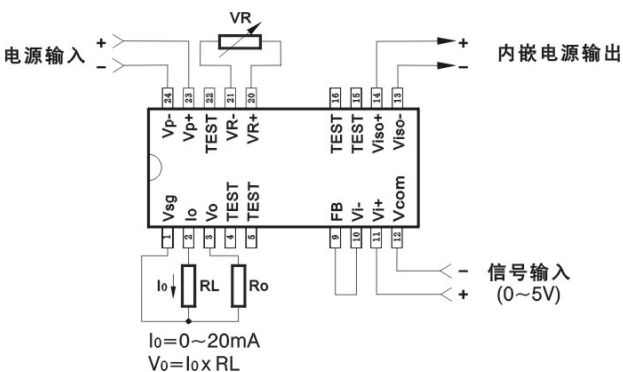 VR
电源输入
+
−
+
−
内嵌电源输出
24 23 22 21 20 16 15 14 13
Vp- Vp+ TEST VR- VR+ TEST TEST Viso+ Viso-
Vsg Io Vo TEST TEST FB Vi- Vi+ Vcom
1 2 3 4 5 9 10 11 12
− 信号输入
+ (0~5V)
I0 RL Ro
I0=0~20mA
V0=I0xRL